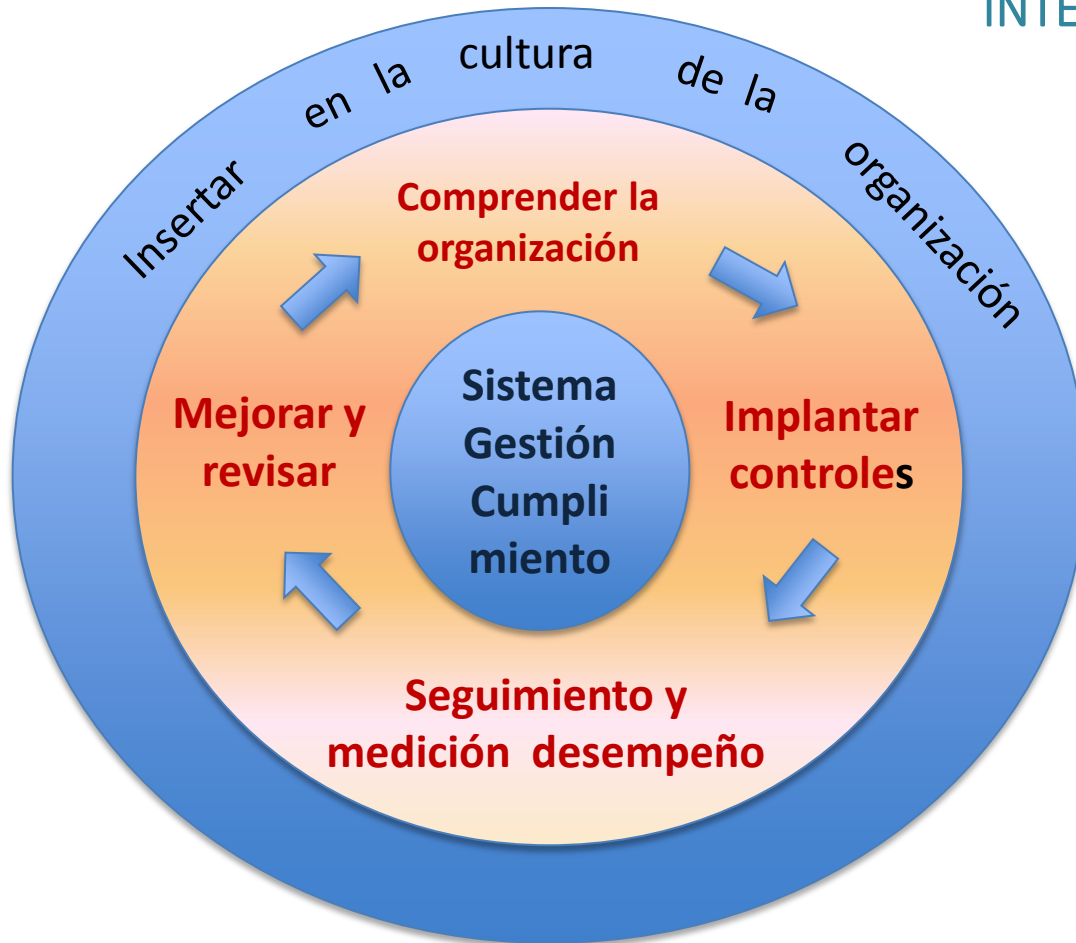 INTE
Insertar en la cultura de la organización
Comprender la
organización
Mejorar y
revisar
Sistema
Gestión
Cumpli
miento
Implantar
controles
Seguimiento y
medición desempeño